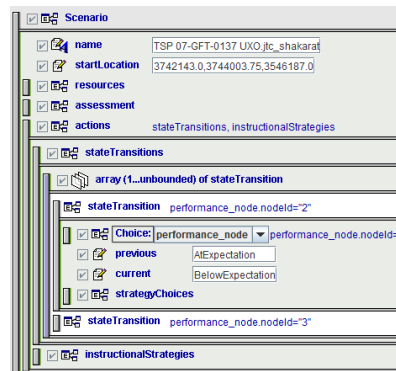 Scenario
name TSP 07-GFT-0137 UXO.jtc_shakarat
startLocation 3742143.0,3744003.75,3546187.0
resources
assessment
actions stateTransitions, instructionalStrategies
stateTransitions
array (1...unbounded) of stateTransition
stateTransition performance_node.nodeId="2"
Choice: performance_node performance_node.nodeId=
previous AtExpectation
current BelowExpectation
strategyChoices
stateTransition performance_node.nodeId="3"
instructionalStrategies